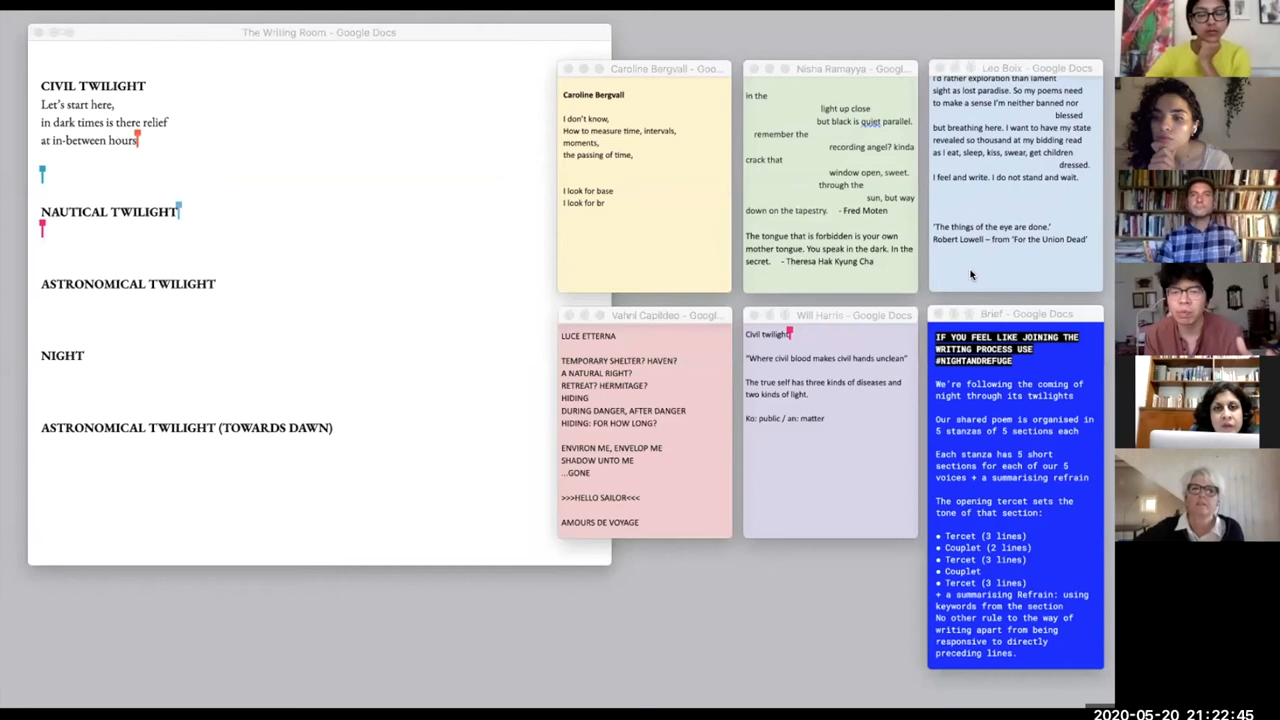 The Writing Room - Google Docs
CIVIL TWILIGHT
Let's start here,
in dark times is there relief
at in-between hours
NAUTICAL TWILIGHT
ASTRONOMICAL TWILIGHT
NIGHT
ASTRONOMICAL TWILIGHT (TOWARDS DAWN)
Caroline Bergvall - Goo...
Caroline Bergvall
I don't know,
How to measure time, intervals,
moments,
the passing of time,
I look for base
I look for br
Nisha Ramayya - Googl...
in the
light up close
but black is quiet parallel.
remember the
recording angel? kinda
crack that
window open, sweet.
through the
sun, but way
down on the tapestry. - Fred Moten
The tongue that is forbidden is your own
mother tongue. You speak in the dark. In the
secret. - Theresa Hak Kyung Cha
Leo Boix - Google Docs
I'd rather exploration than lament
sight as lost paradise. So my poems need
to make a sense I'm neither banned nor
blessed
but breathing here. I want to have my state
revealed so thousand at my bidding read
as I eat, sleep, kiss, swear, get children
dressed.
I feel and write. I do not stand and wait.
'The things of the eye are done.'
Robert Lowell – from 'For the Union Dead'
Vahni Capildeo - Googl...
LUCE ETTERNA
TEMPORARY SHELTER? HAVEN?
A NATURAL RIGHT?
RETREAT? HERMITAGE?
HIDING
DURING DANGER, AFTER DANGER
HIDING: FOR HOW LONG?
ENVIRON ME, ENVELOP ME
SHADOW UNTO ME
...GONE
>>>HELLO SAILOR<<<
AMOURS DE VOYAGE
Will Harris - Google Docs
Civil twilight
"Where civil blood makes civil hands unclean"
The true self has three kinds of diseases and
two kinds of light.
Ko: public / an: matter
Brief - Google Docs
IF YOU FEEL LIKE JOINING THE
WRITING PROCESS USE
#NIGHTANDREFUGE
We're following the coming of
night through its twilights
Our shared poem is organised in
5 stanzas of 5 sections each
Each stanza has 5 short
sections for each of our 5
voices + a summarising refrain
The opening tercet sets the
tone of that section:
● Tercet (3 lines)
● Couplet (2 lines)
● Tercet (3 lines)
● Couplet
● Tercet (3 lines)
+ a summarising Refrain: using
keywords from the section
No other rule to the way of
writing apart from being
responsive to directly
preceding lines.
2020-05-20 21:22:45